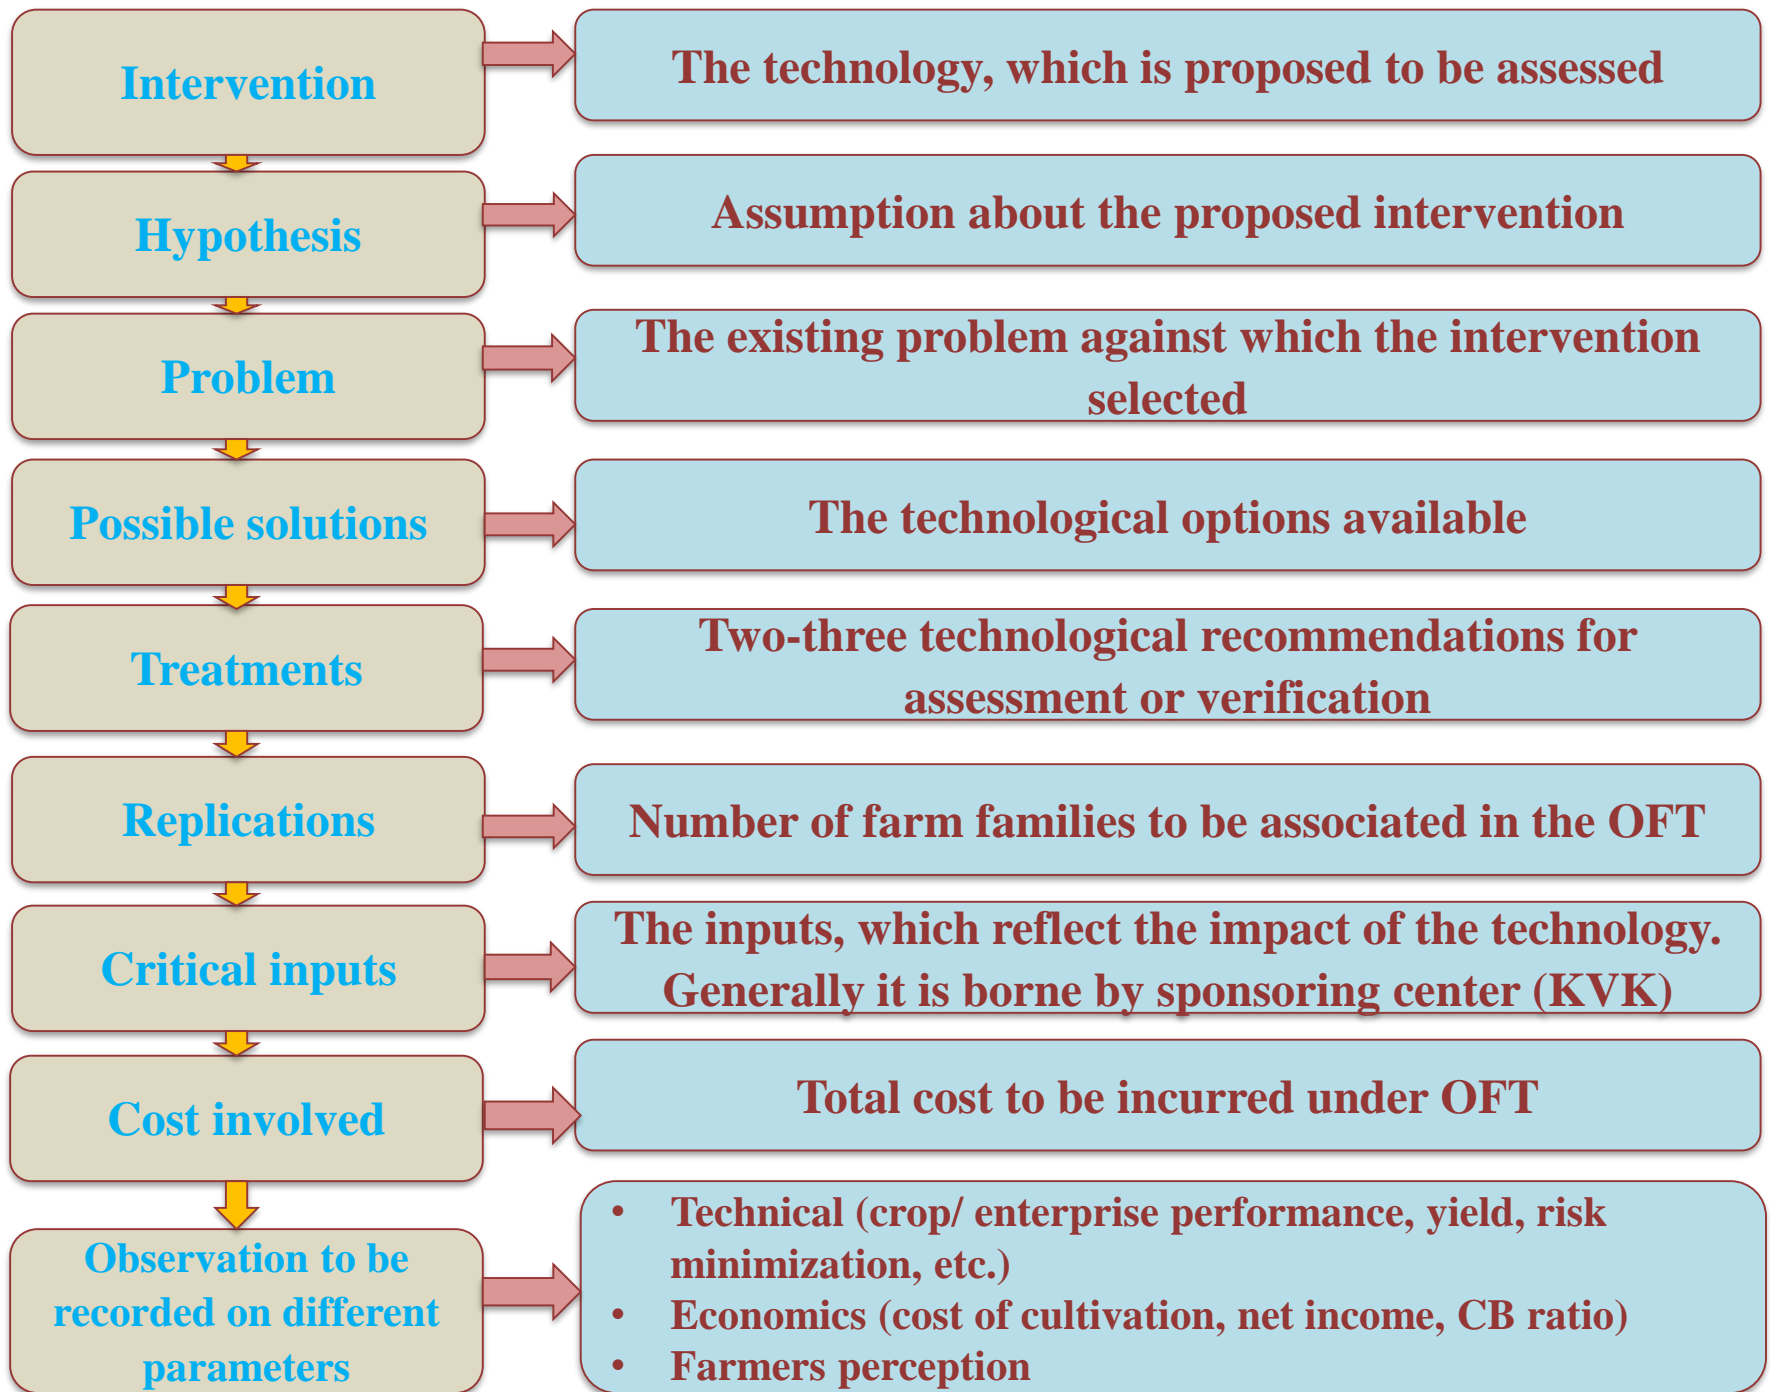 Intervention
The technology, which is proposed to be assessed
Hypothesis
Assumption about the proposed intervention
Problem
The existing problem against which the intervention
selected
Possible solutions
The technological options available
Treatments
Two-three technological recommendations for
assessment or verification
Replications
Number of farm families to be associated in the OFT
Critical inputs
The inputs, which reflect the impact of the technology.
Generally it is borne by sponsoring center (KVK)
Cost involved
Total cost to be incurred under OFT
Observation to be
recorded on different
parameters
• Technical (crop/ enterprise performance, yield, risk
minimization, etc.)
• Economics (cost of cultivation, net income, CB ratio)
• Farmers perception